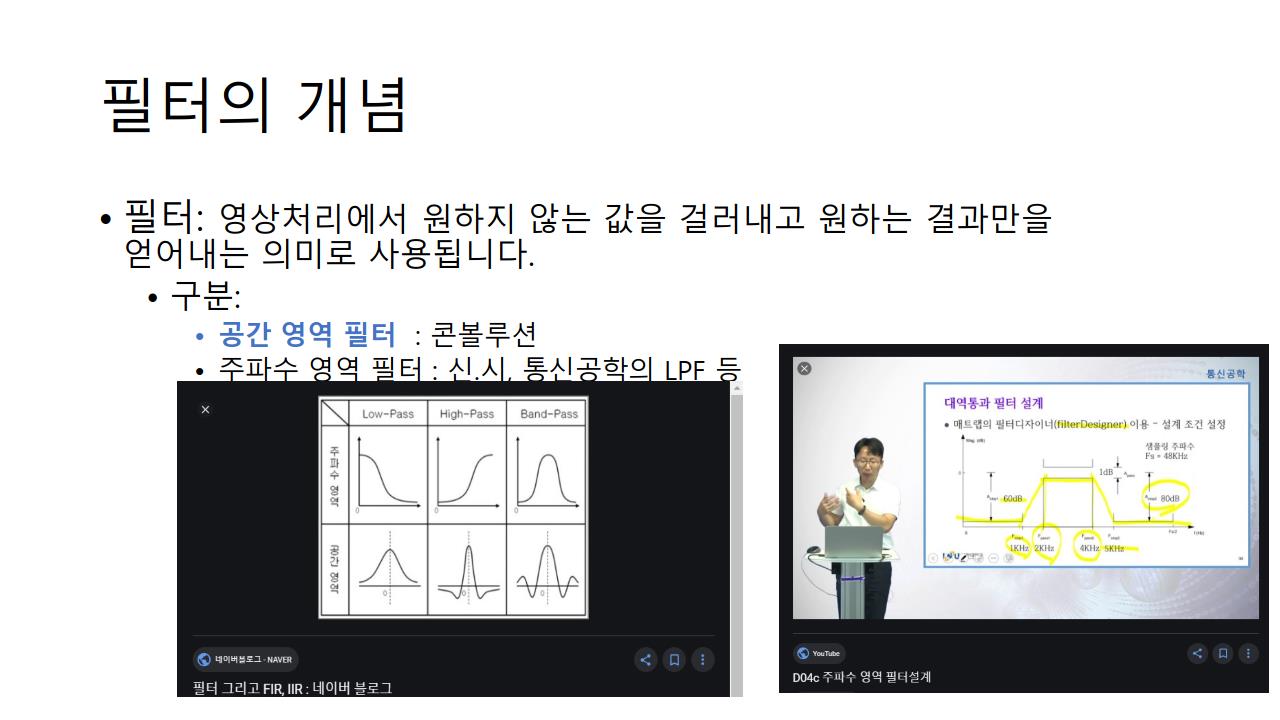 필터의 개념
• 필터: 영상처리에서 원하지 않는 값을 걸러내고 원하는 결과만을
얻어내는 의미로 사용됩니다.
• 구분:
• 공간 영역 필터 : 콘볼루션
• 주파수 영역 필터 : 신.시, 통신공학의 LPF 등
Low-Pass High-Pass Band-Pass
주파수 영역
0 0 0
공간 영역
0 0 0
네이버블로그 - NAVER
필터 그리고 FIR, IIR : 네이버 블로그
통신공학
대역통과 필터 설계
• 매트랩의 필터디자이너(filterDesigner) 이용 - 설계 조건 설정
샘플링 주파수
Fs = 48KHz
1dB
60dB
80dB
1KHz 2KHz 4KHz 5KHz
YouTube
D04c 주파수 영역 필터설계